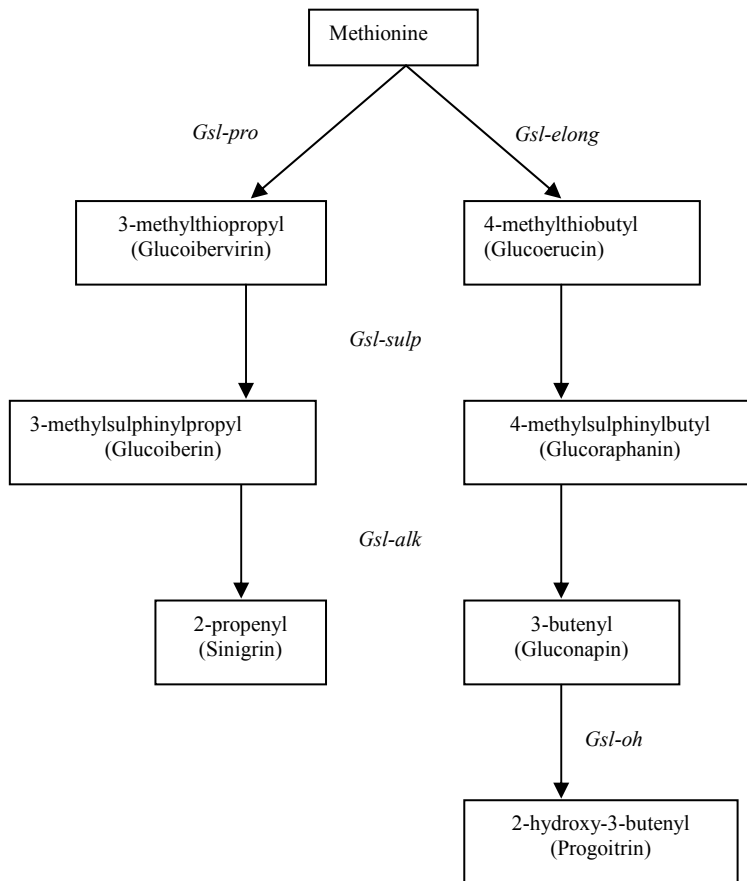 Methionine
Gsl-pro
Gsl-elong
3-methylthiopropyl
(Glucoibervirin)
4-methylthiobutyl
(Glucoerucin)
Gsl-sulp
3-methylsulphinylpropyl
(Glucoiberin)
4-methylsulphinylbutyl
(Glucoraphanin)
Gsl-alk
2-propenyl
(Sinigrin)
3-butenyl
(Gluconapin)
Gsl-oh
2-hydroxy-3-butenyl
(Progoitrin)